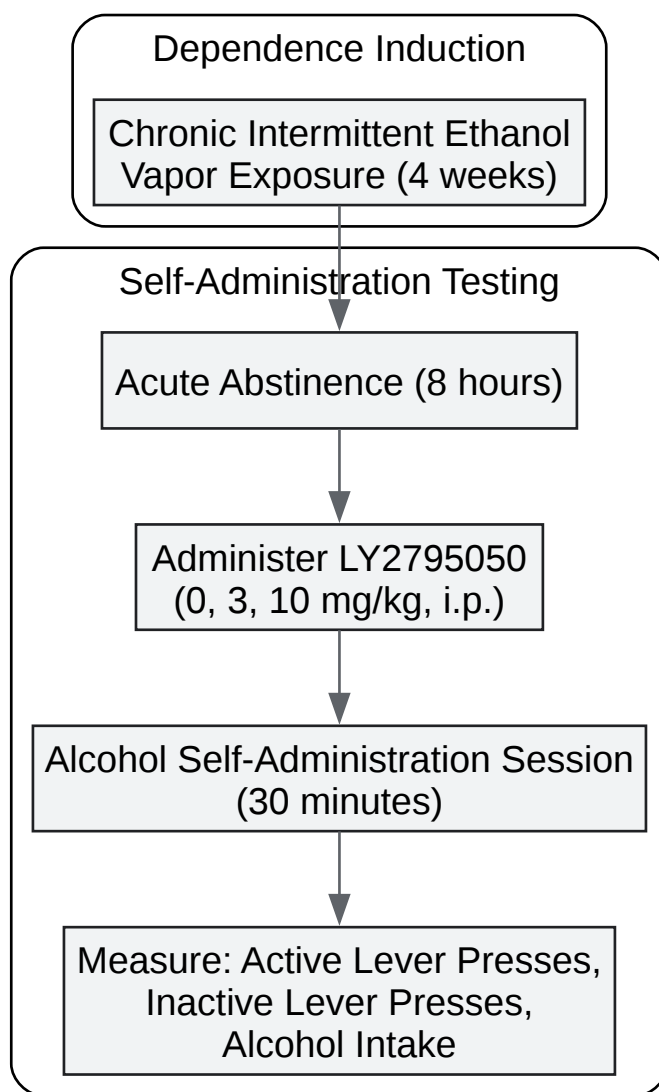 Dependence Induction
Chronic Intermittent Ethanol
Vapor Exposure (4 weeks)
Self-Administration Testing
Acute Abstinence (8 hours)
Administer LY2795050
(0, 3, 10 mg/kg, i.p.)
Alcohol Self-Administration Session
(30 minutes)
Measure: Active Lever Presses,
Inactive Lever Presses,
Alcohol Intake